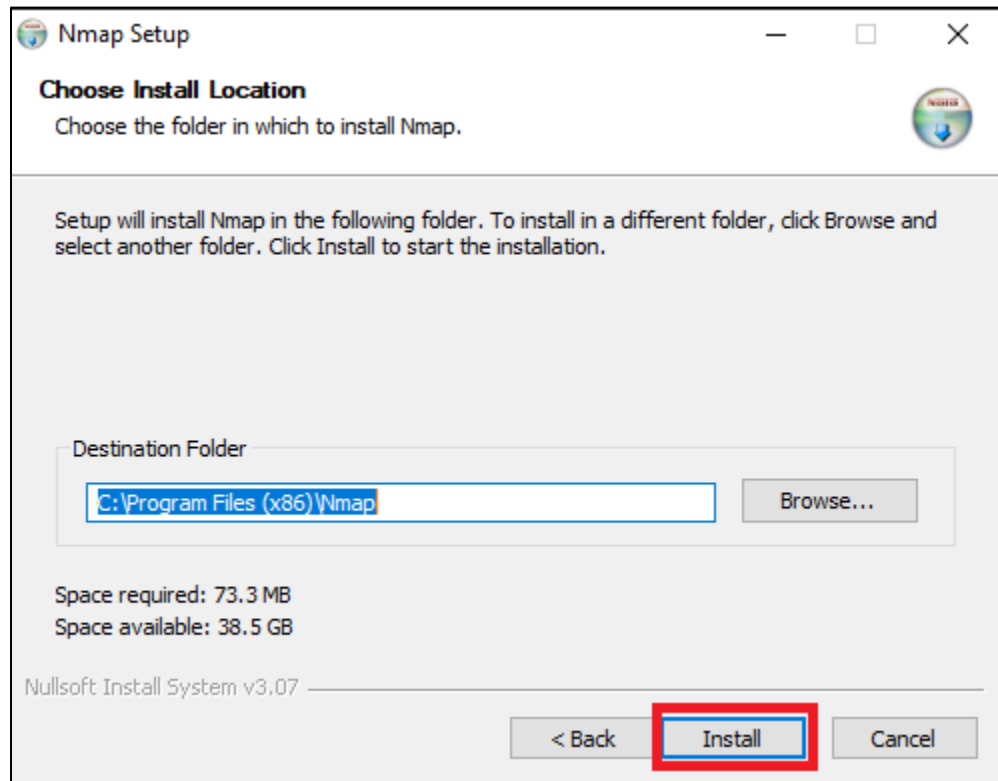 Nmap Setup
Choose Install Location
Choose the folder in which to install Nmap.
NMAP
Setup will install Nmap in the following folder. To install in a different folder, click Browse and
select another folder. Click Install to start the installation.
Destination Folder
C:\Program Files (x86)\Nmap
Browse...
Space required: 73.3 MB
Space available: 38.5 GB
Nullsoft Install System v3.07
< Back
Install
Cancel